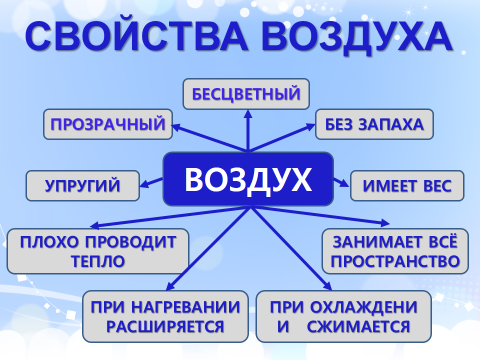 СВОЙСТВА ВОЗДУХА
БЕСЦВЕТНЫЙ
ПРОЗРАЧНЫЙ
БЕЗ ЗАПАХА
УПРУГИЙ
ВОЗДУХ
ИМЕЕТ ВЕС
ПЛОХО ПРОВОДИТ
ТЕПЛО
ЗАНИМАЕТ ВСЁ
ПРОСТРАНСТВО
ПРИ НАГРЕВАНИИ
РАСШИРЯЕТСЯ
ПРИ ОХЛАЖДЕНИ
И СЖИМАЕТСЯ